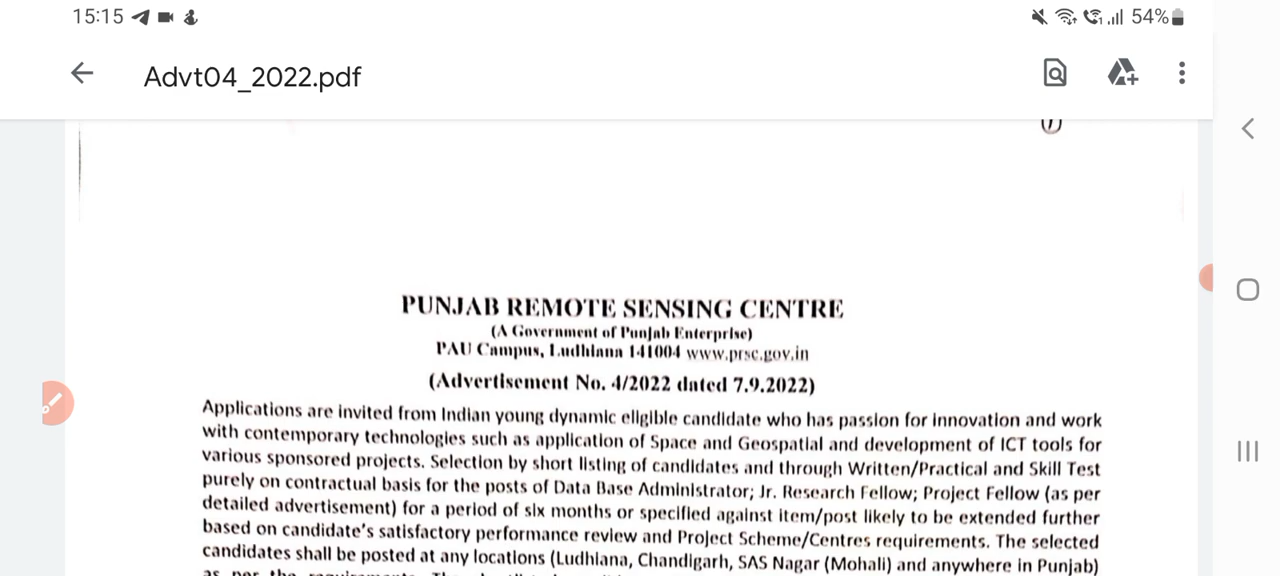 15:15 54%
Advt04_2022.pdf
PUNJAB REMOTE SENSING CENTRE
(A Government of Punjab Enterprise)
PAU Campus, Ludhiana 141004 www.prsc.gov.in
(Advertisement No. 4/2022 dated 7.9.2022)
Applications are invited from Indian young dynamic eligible candidate who has passion for innovation and work
with contemporary technologies such as application of Space and Geospatial and development of ICT tools for
various sponsored projects. Selection by short listing of candidates and through Written/Practical and Skill Test
purely on contractual basis for the posts of Data Base Administrator; Jr. Research Fellow; Project Fellow (as per
detailed advertisement) for a period of six months or specified against item/post likely to be extended further
based on candidate's satisfactory performance review and Project Scheme/Centres requirements. The selected
candidates shall be posted at any locations (Ludhiana, Chandigarh, SAS Nagar (Mohali) and anywhere in Punjab)